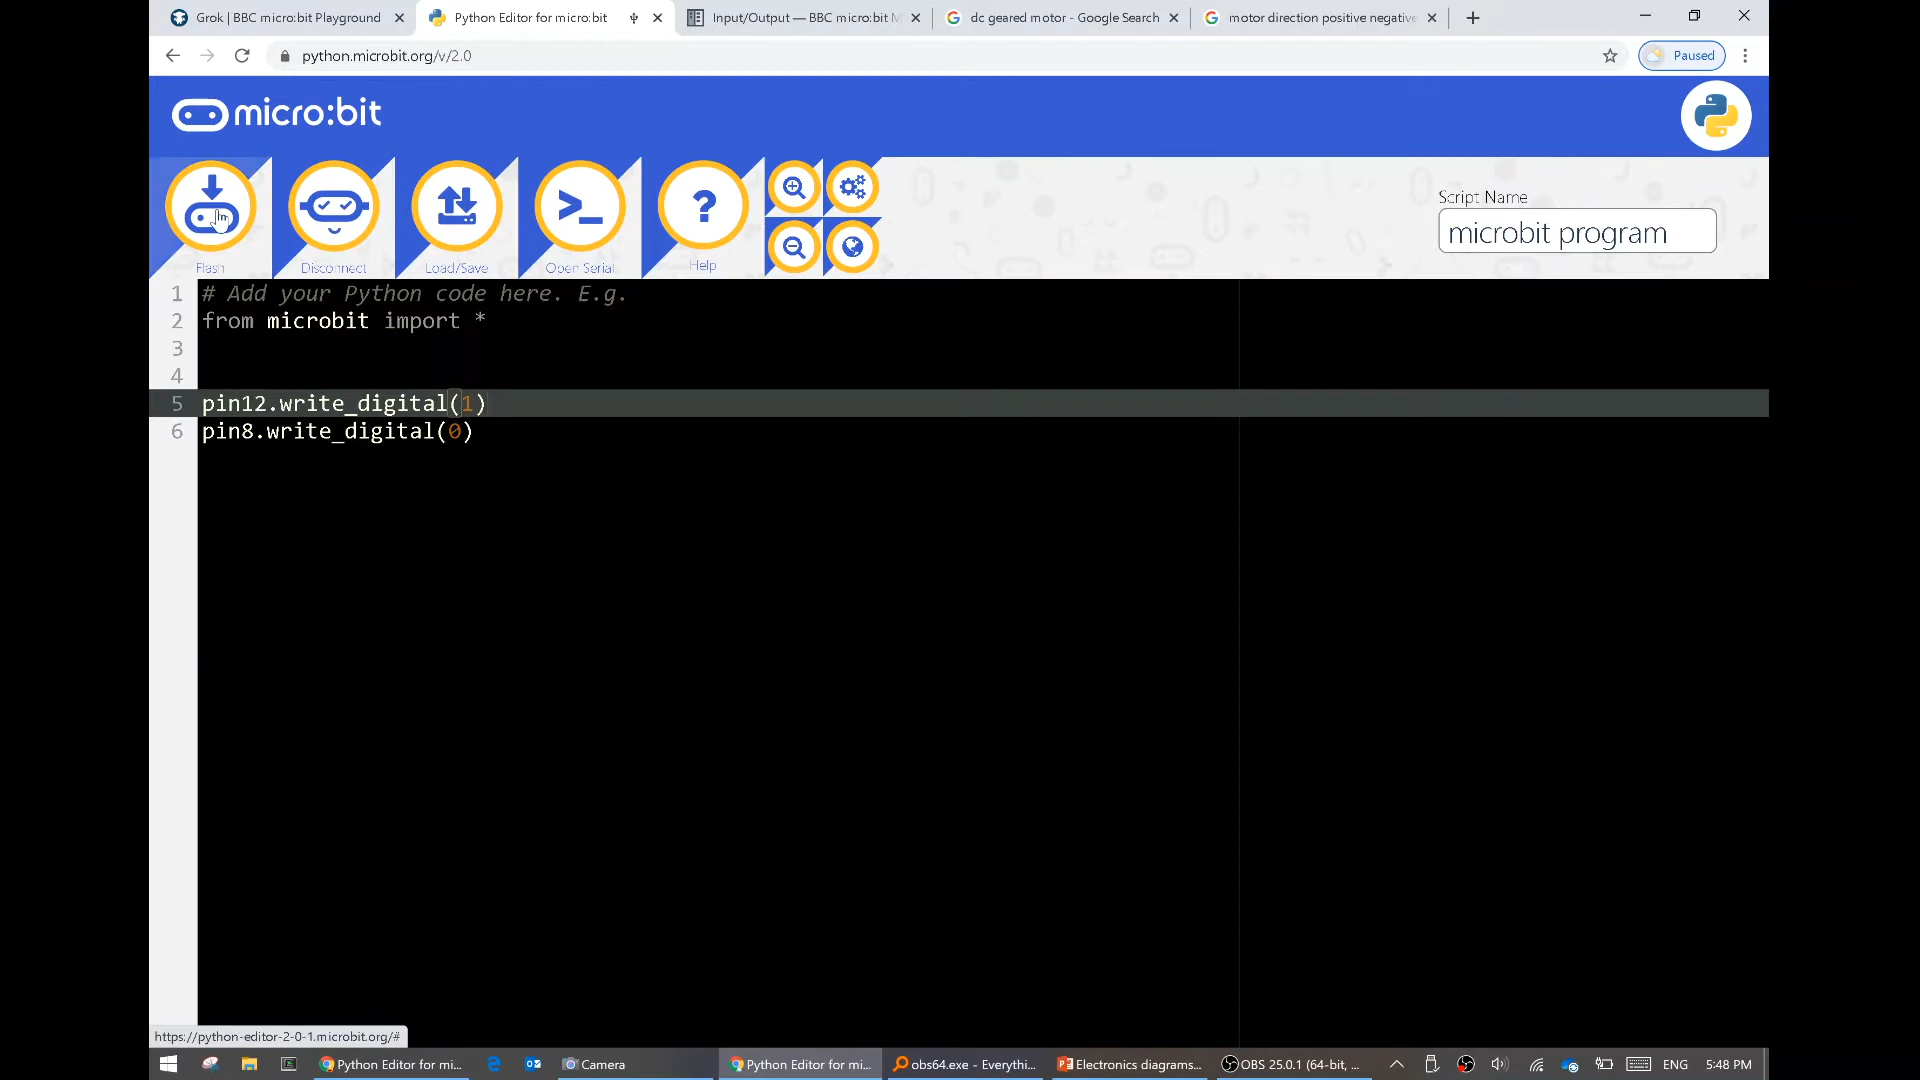 Grok | BBC micro:bit Playground
Python Editor for micro:bit
Input/Output — BBC micro:bit M
dc geared motor - Google Search
motor direction positive negative
python.microbit.org/v/2.0
Paused
micro:bit
Flash
Disconnect
Load/Save
Open Serial
Help
Script Name
microbit program
1 # Add your Python code here. E.g.
2 from microbit import *
3
4
5 pin12.write_digital(1)
6 pin8.write_digital(0)
https://python-editor-2-0-1.microbit.org/#
Python Editor for mi...
Camera
Python Editor for mi...
obs64.exe - Everythi...
Electronics diagrams...
OBS 25.0.1 (64-bit, ...
ENG
5:48 PM